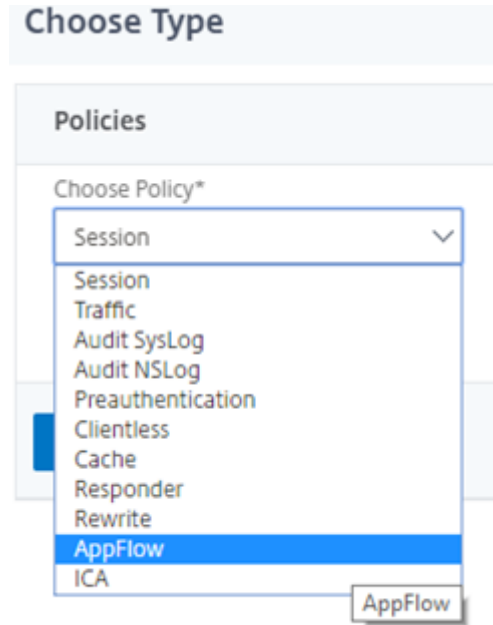 Choose Type
Policies
Choose Policy*
Session
Session
Traffic
Audit SysLog
Audit NSLog
Preauthentication
Clientless
Cache
Responder
Rewrite
AppFlow
ICA
AppFlow